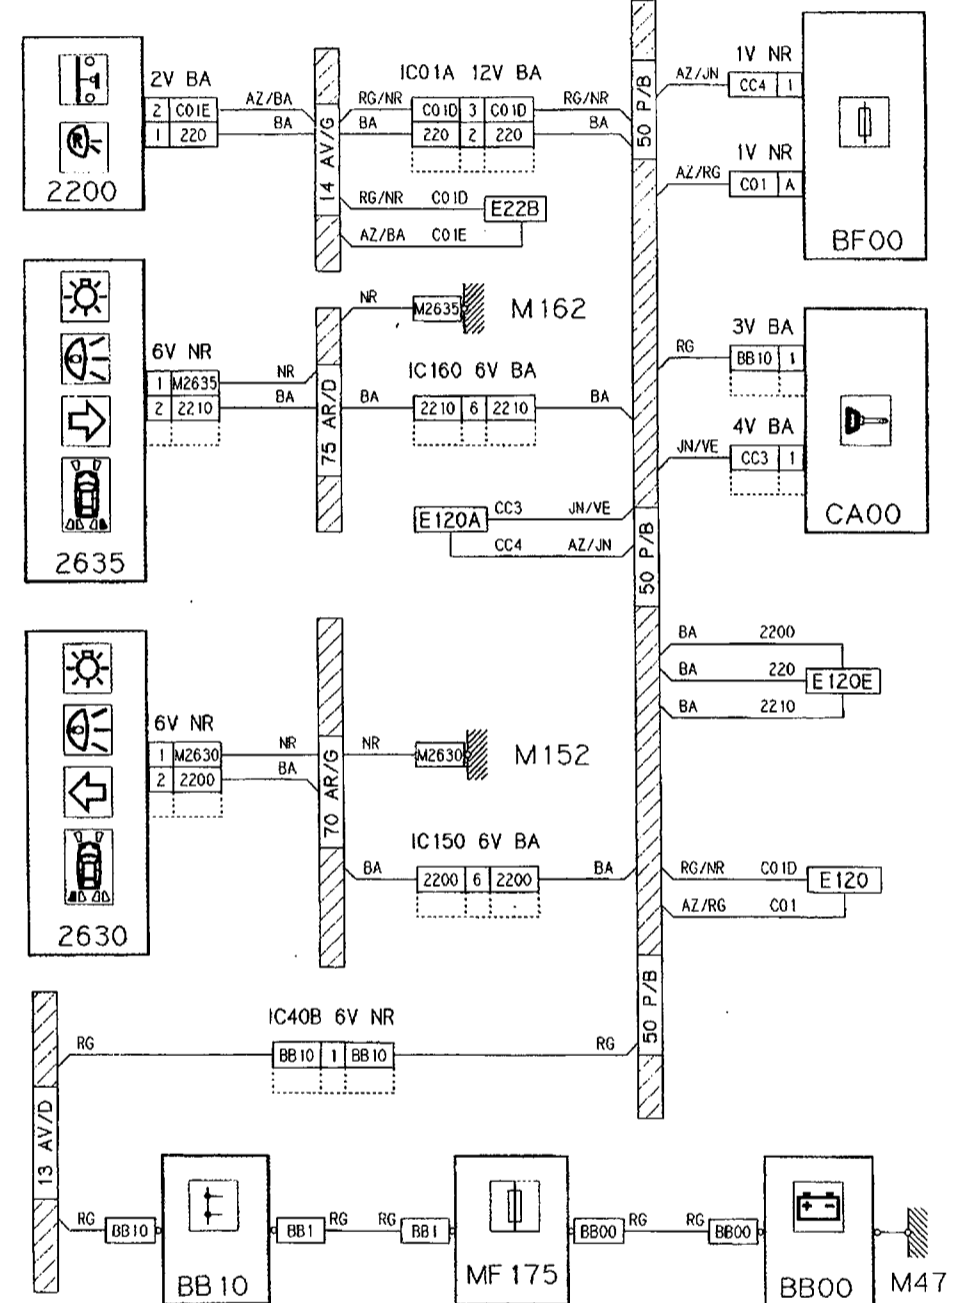 2200
2V BA
2 C01E
1 220
AZ/BA
BA
14 AV/G
RG/NR
BA
IC01A 12V BA
C01D 3 C01D
220 2 220
RG/NR
BA
RG/NR C01D
E22B
AZ/BA C01E
50 P/B
AZ/JN
1V NR
CC4 1
AZ/RG
1V NR
C01 A
BF00
2635
6V NR
1 M2635
2 2210
NR
BA
75 AR/D
NR
M2635
M162
BA
IC160 6V BA
2210 6 2210
BA
RG
3V BA
BB10 1
JN/VE
4V BA
CC3 1
CA00
E120A
CC3 JN/VE
CC4 AZ/JN
50 P/B
BA 2200
BA 220
E120E
BA 2210
2630
6V NR
1 M2630
2 2200
NR
BA
70 AR/G
NR
M2630
M152
BA
IC150 6V BA
2200 6 2200
BA
RG/NR C01D
E120
AZ/RG C01
50 P/B
13 AV/D
RG
IC40B 6V NR
BB10 1 BB10
RG
RG
BB10
R
BB10
BB1
RG
RG
BB1
MF175
BB00
RG
RG
BB00
+ -
BB00
M47